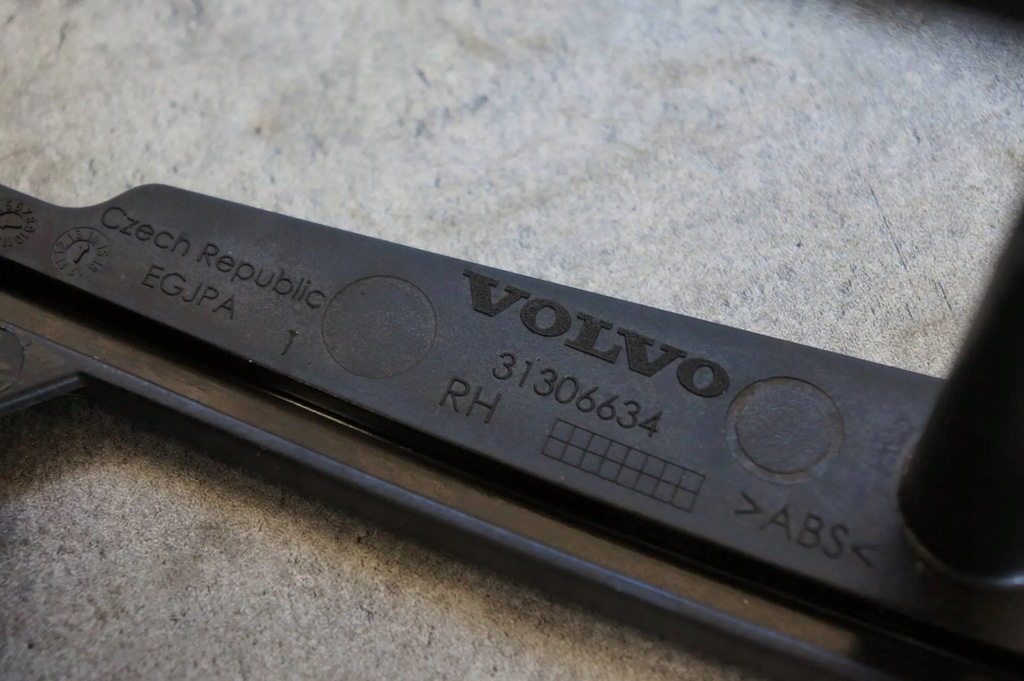 Czech Republic
EGJPA
1
VOLVO
31306634
RH
>ABS<